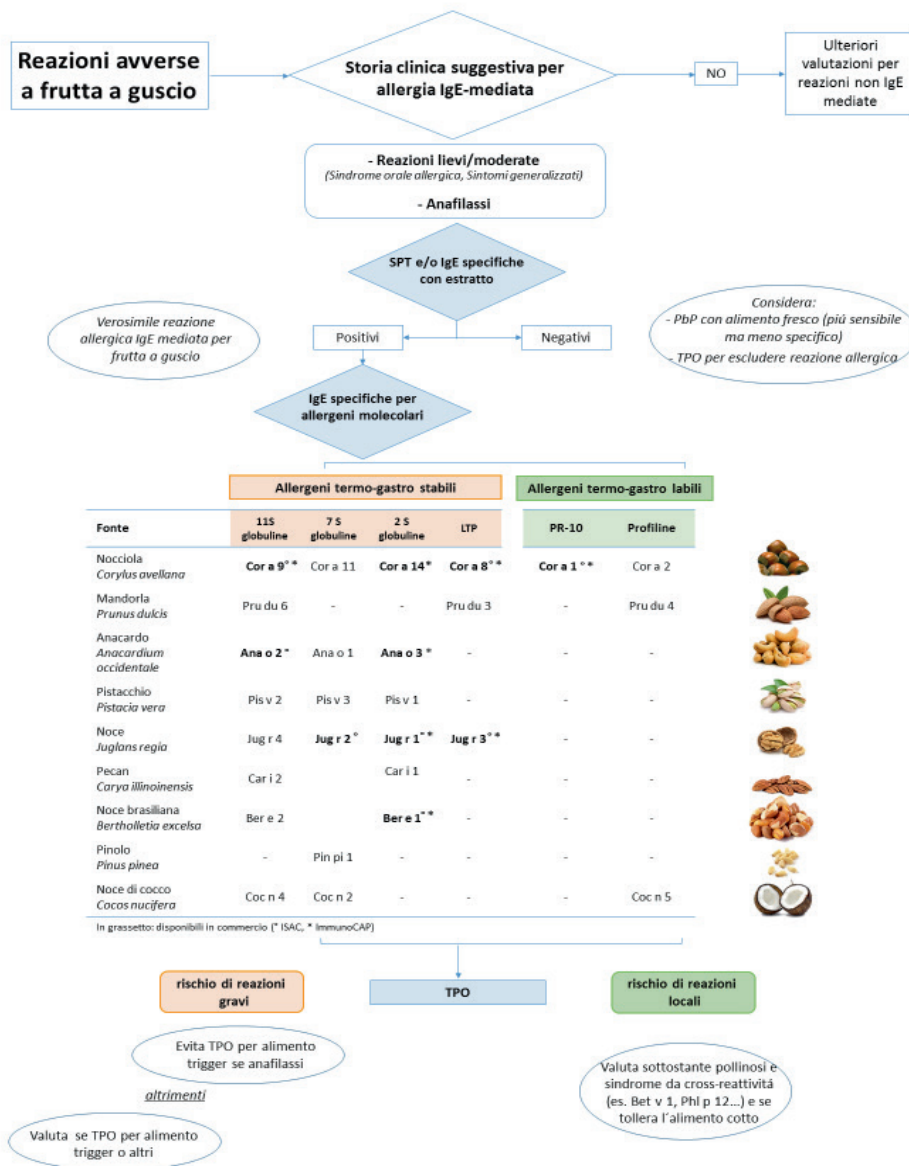 Reazioni avverse
a frutta a guscio
Storia clinica suggestiva per
allergia IgE-mediata
NO
Ulteriori
valutazioni per
reazioni non IgE
mediate
- Reazioni lievi/moderate
(Sindrome orale allergica, Sintomi generalizzati)
- Anafilassi
SPT e/o IgE specifiche
con estratto
Verosimile reazione
allergica IgE mediata per
frutta a guscio
Positivi
Negativi
Considera:
- PbP con alimento fresco (piú sensibile
ma meno specifico)
- TPO per escludere reazione allergica
IgE specifiche per
allergeni molecolari
Allergeni termo-gastro stabili
Allergeni termo-gastro labili
Fonte
11S
globuline
7 S
globuline
2 S
globuline
LTP
PR-10
Profiline
Nocciola
Corylus avellana
Cor a 9°* Cor a 11 Cor a 14* Cor a 8°* Cor a 1°* Cor a 2
Mandorla
Prunus dulcis
Pru du 6 - - Pru du 3 - Pru du 4
Anacardo
Anacardium
occidentale
Ana o 2° Ana o 1 Ana o 3* - - -
Pistacchio
Pistacia vera
Pis v 2 Pis v 3 Pis v 1 - - -
Noce
Juglans regia
Jug r 4 Jug r 2° Jug r 1°* Jug r 3°* - -
Pecan
Carya illinoinensis
Car i 2 Car i 1 - - -
Noce brasiliana
Bertholletia excelsa
Ber e 2 Ber e 1°* - - -
Pinolo
Pinus pinea
- Pin pi 1 - - - -
Noce di cocco
Cocos nucifera
Coc n 4 Coc n 2 - - - Coc n 5
In grassetto: disponibili in commercio (° ISAC, * ImmunoCAP)
rischio di reazioni
gravi
TPO
rischio di reazioni
locali
Evita TPO per alimento
trigger se anafilassi
altrimenti
Valuta se TPO per alimento
trigger o altri
Valuta sottostante pollinosi e
sindrome da cross-reattivitá
(es. Bet v 1, Phl p 12...) e se
tollera l´alimento cotto